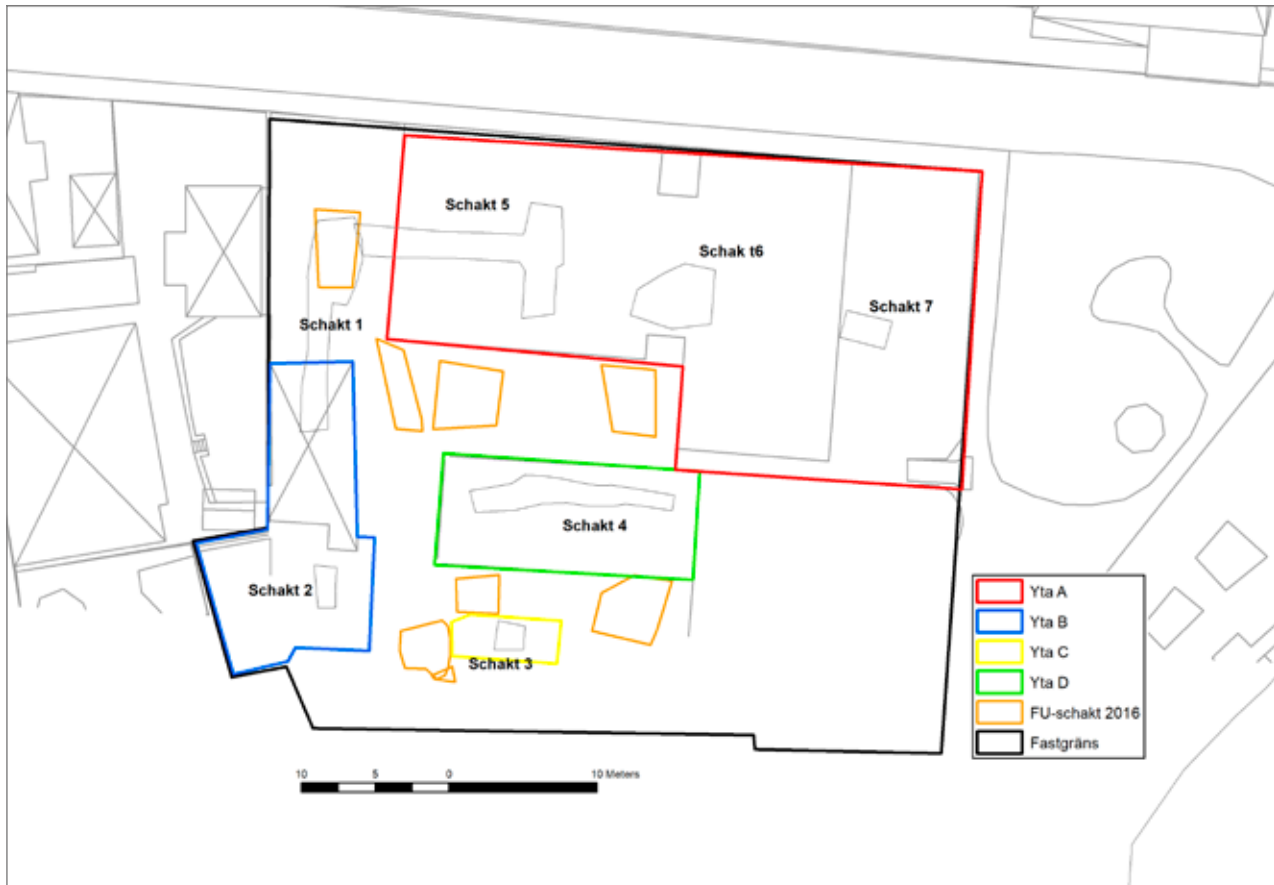 Schakt 5
Schak t6
Schakt 7
Schakt 1
Schakt 4
Schakt 2
Schakt 3
Yta A
Yta B
Yta C
Yta D
FU-schakt 2016
Fastgräns
10 5 0 10 Meters